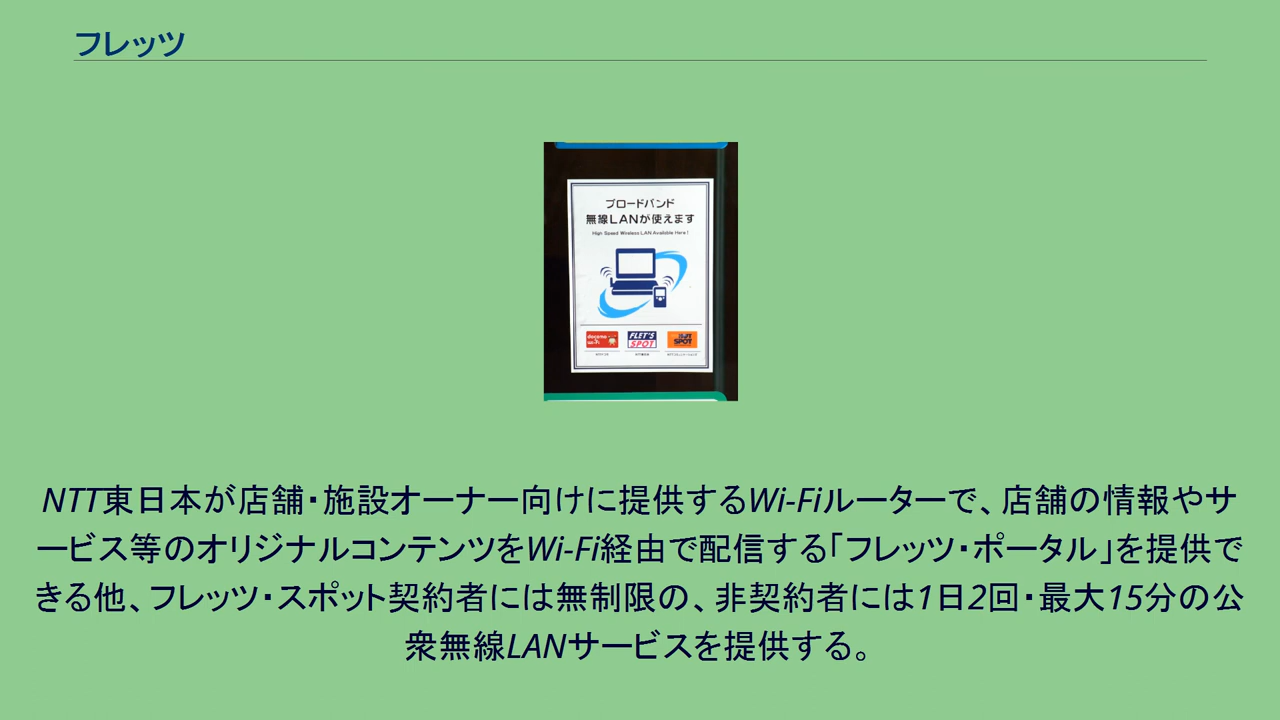 フレッツ
ブロードバンド
無線LANが使えます
High Speed Wireless LAN Available Here!
docomo
Wi-Fi
FLET'S
SPOT
SPOT
NTT東日本が店舗・施設オーナー向けに提供するWi-Fiルーターで、店舗の情報やサ
ービス等のオリジナルコンテンツをWi-Fi経由で配信する「フレッツ・ポータル」を提供で
きる他、フレッツ・スポット契約者には無制限の、非契約者には1日2回・最大15分の公
衆無線LANサービスを提供する。